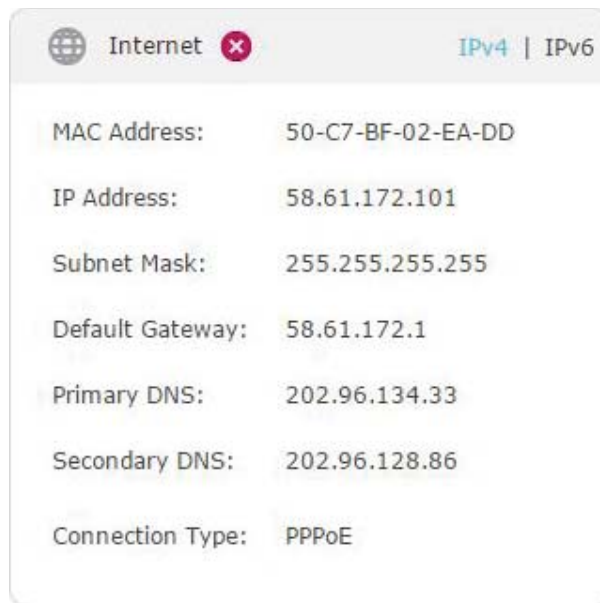 Internet IPv4 | IPv6
MAC Address: 50-C7-BF-02-EA-DD
IP Address: 58.61.172.101
Subnet Mask: 255.255.255.255
Default Gateway: 58.61.172.1
Primary DNS: 202.96.134.33
Secondary DNS: 202.96.128.86
Connection Type: PPPoE